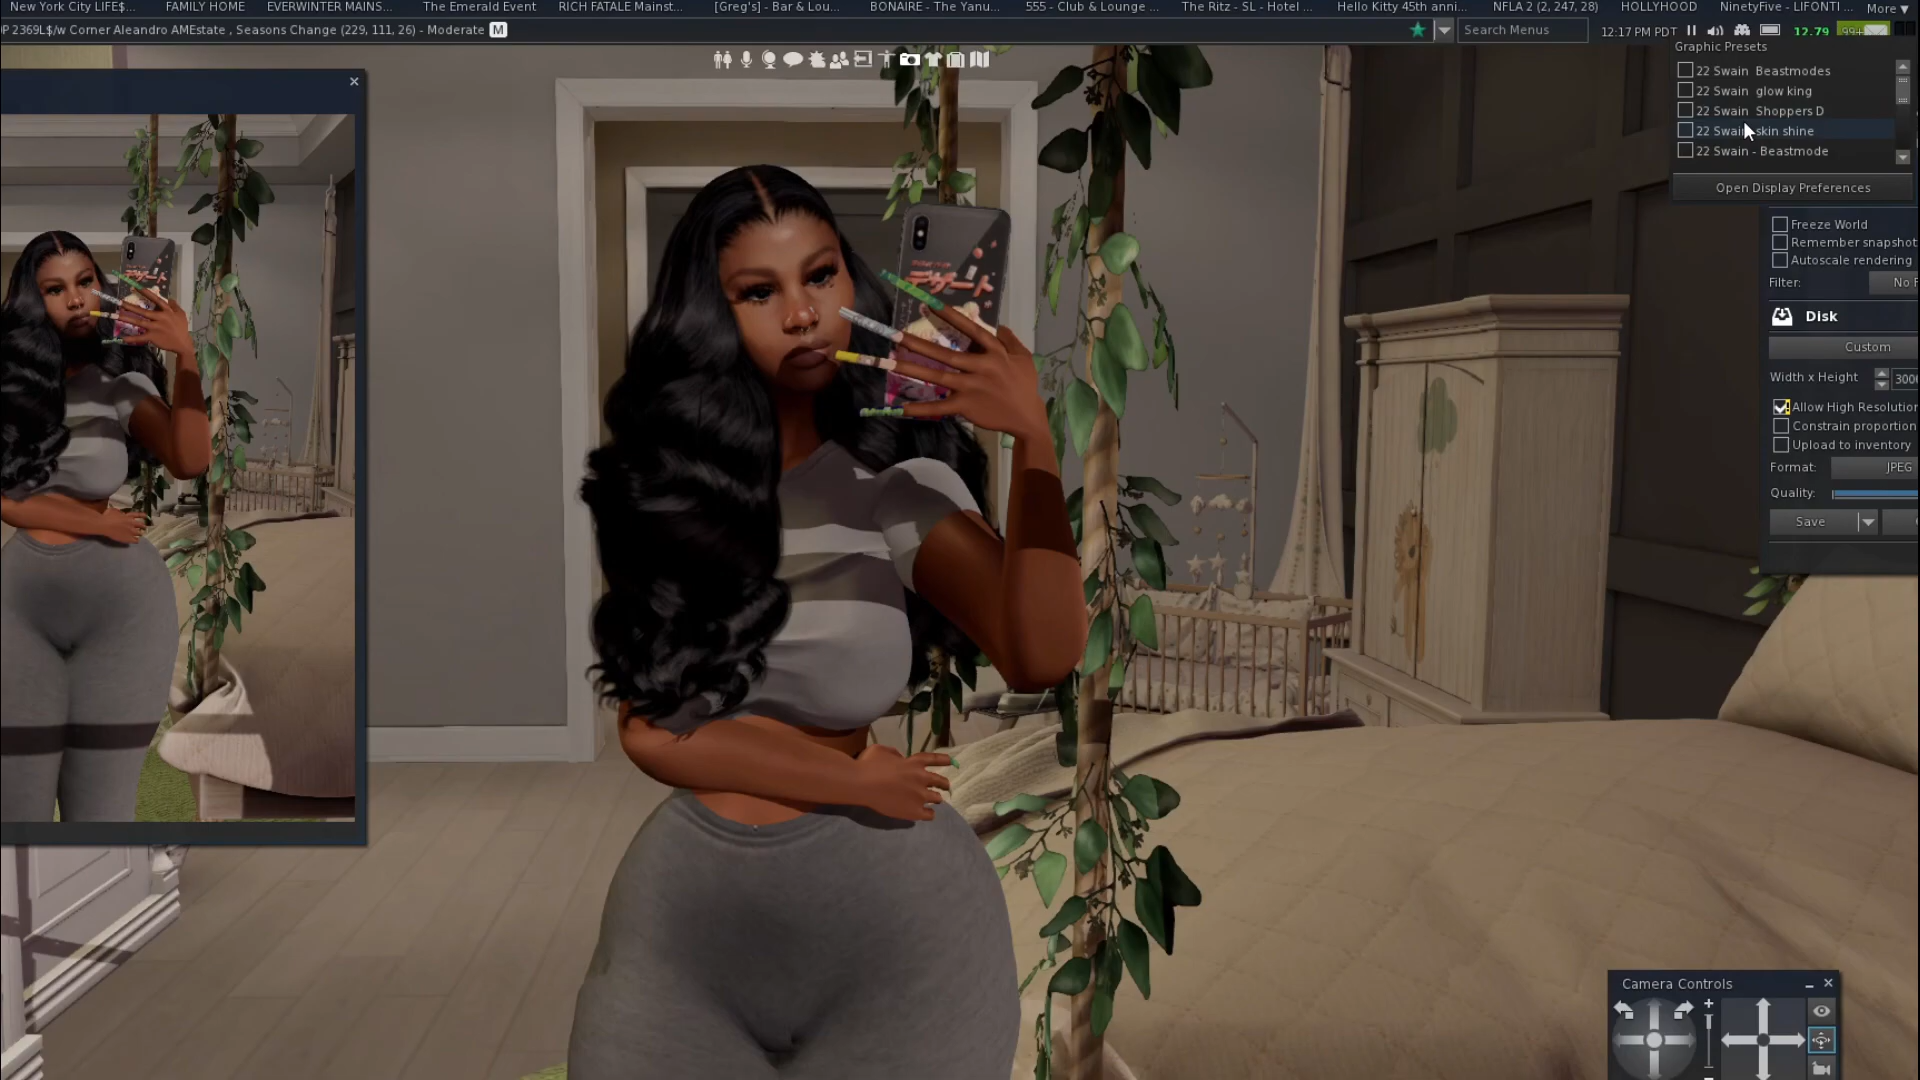 New York City LIFE$... FAMILY HOME EVERWINTER MAINS... The Emerald Event RICH FATALE Mainst... [Greg's] - Bar & Lou... BONAIRE - The Yanu... 555 - Club & Lounge ... The Ritz - SL - Hotel ... Hello Kitty 45th anni... NFLA 2 (2, 247, 28) HOLLYHOOD NinetyFive - LIFONTI ... More ▼
P 2369L$/w Corner Aleandro AMEstate , Seasons Change (229, 111, 26) - Moderate M Search Menus 12:17 PM PDT 12.79 99+
Graphic Presets
22 Swain Beastmodes
22 Swain glow king
22 Swain Shoppers D
22 Swain skin shine
22 Swain - Beastmode
Open Display Preferences
Freeze World
Remember snapshot
Autoscale rendering
Filter: No F
Disk
Custom
Width x Height 300
Allow High Resolution
Constrain proportion
Upload to inventory
Format: JPEG
Quality:
Save
Camera Controls